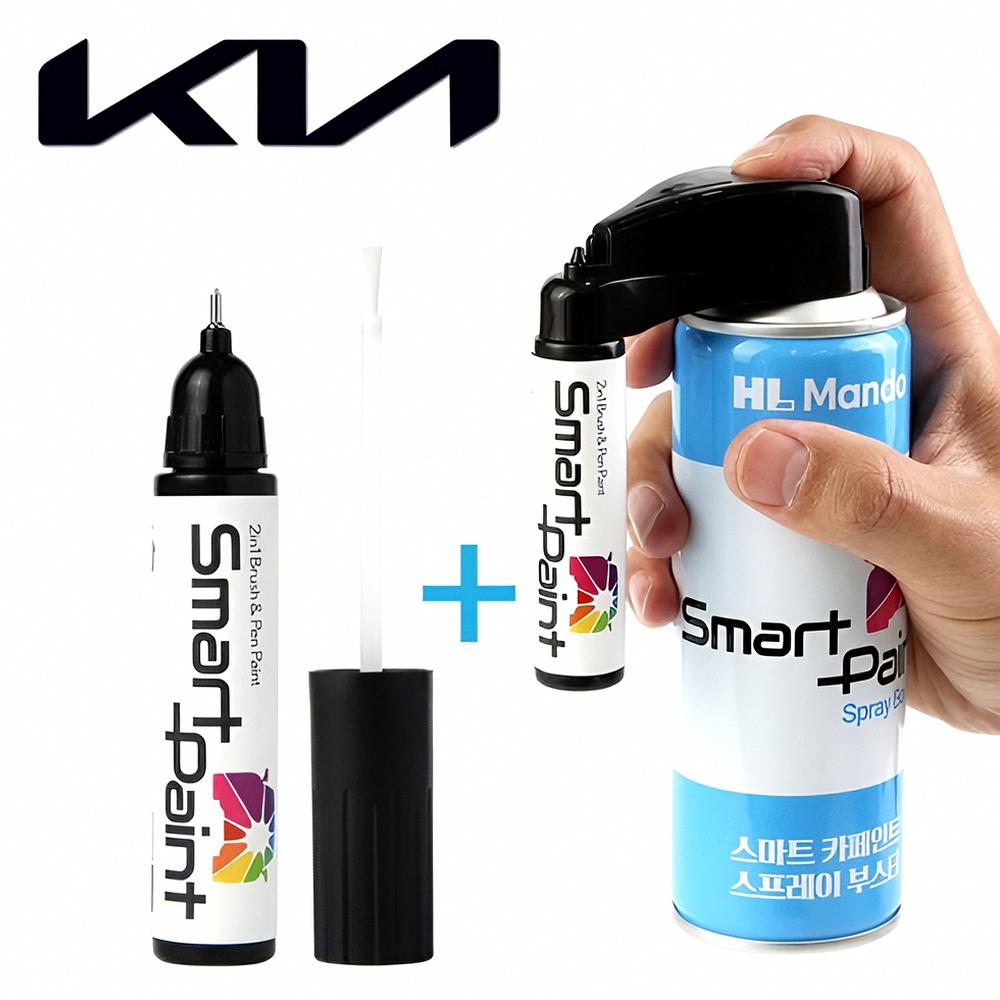 KIA
2in1 Brush & Pen Paint
Smart
Paint
+
2in1 Brush & Pen Paint
Smart
Paint
HL Mando
Smart
Pain
Spray
스마트 카페인트
스프레이 부스터